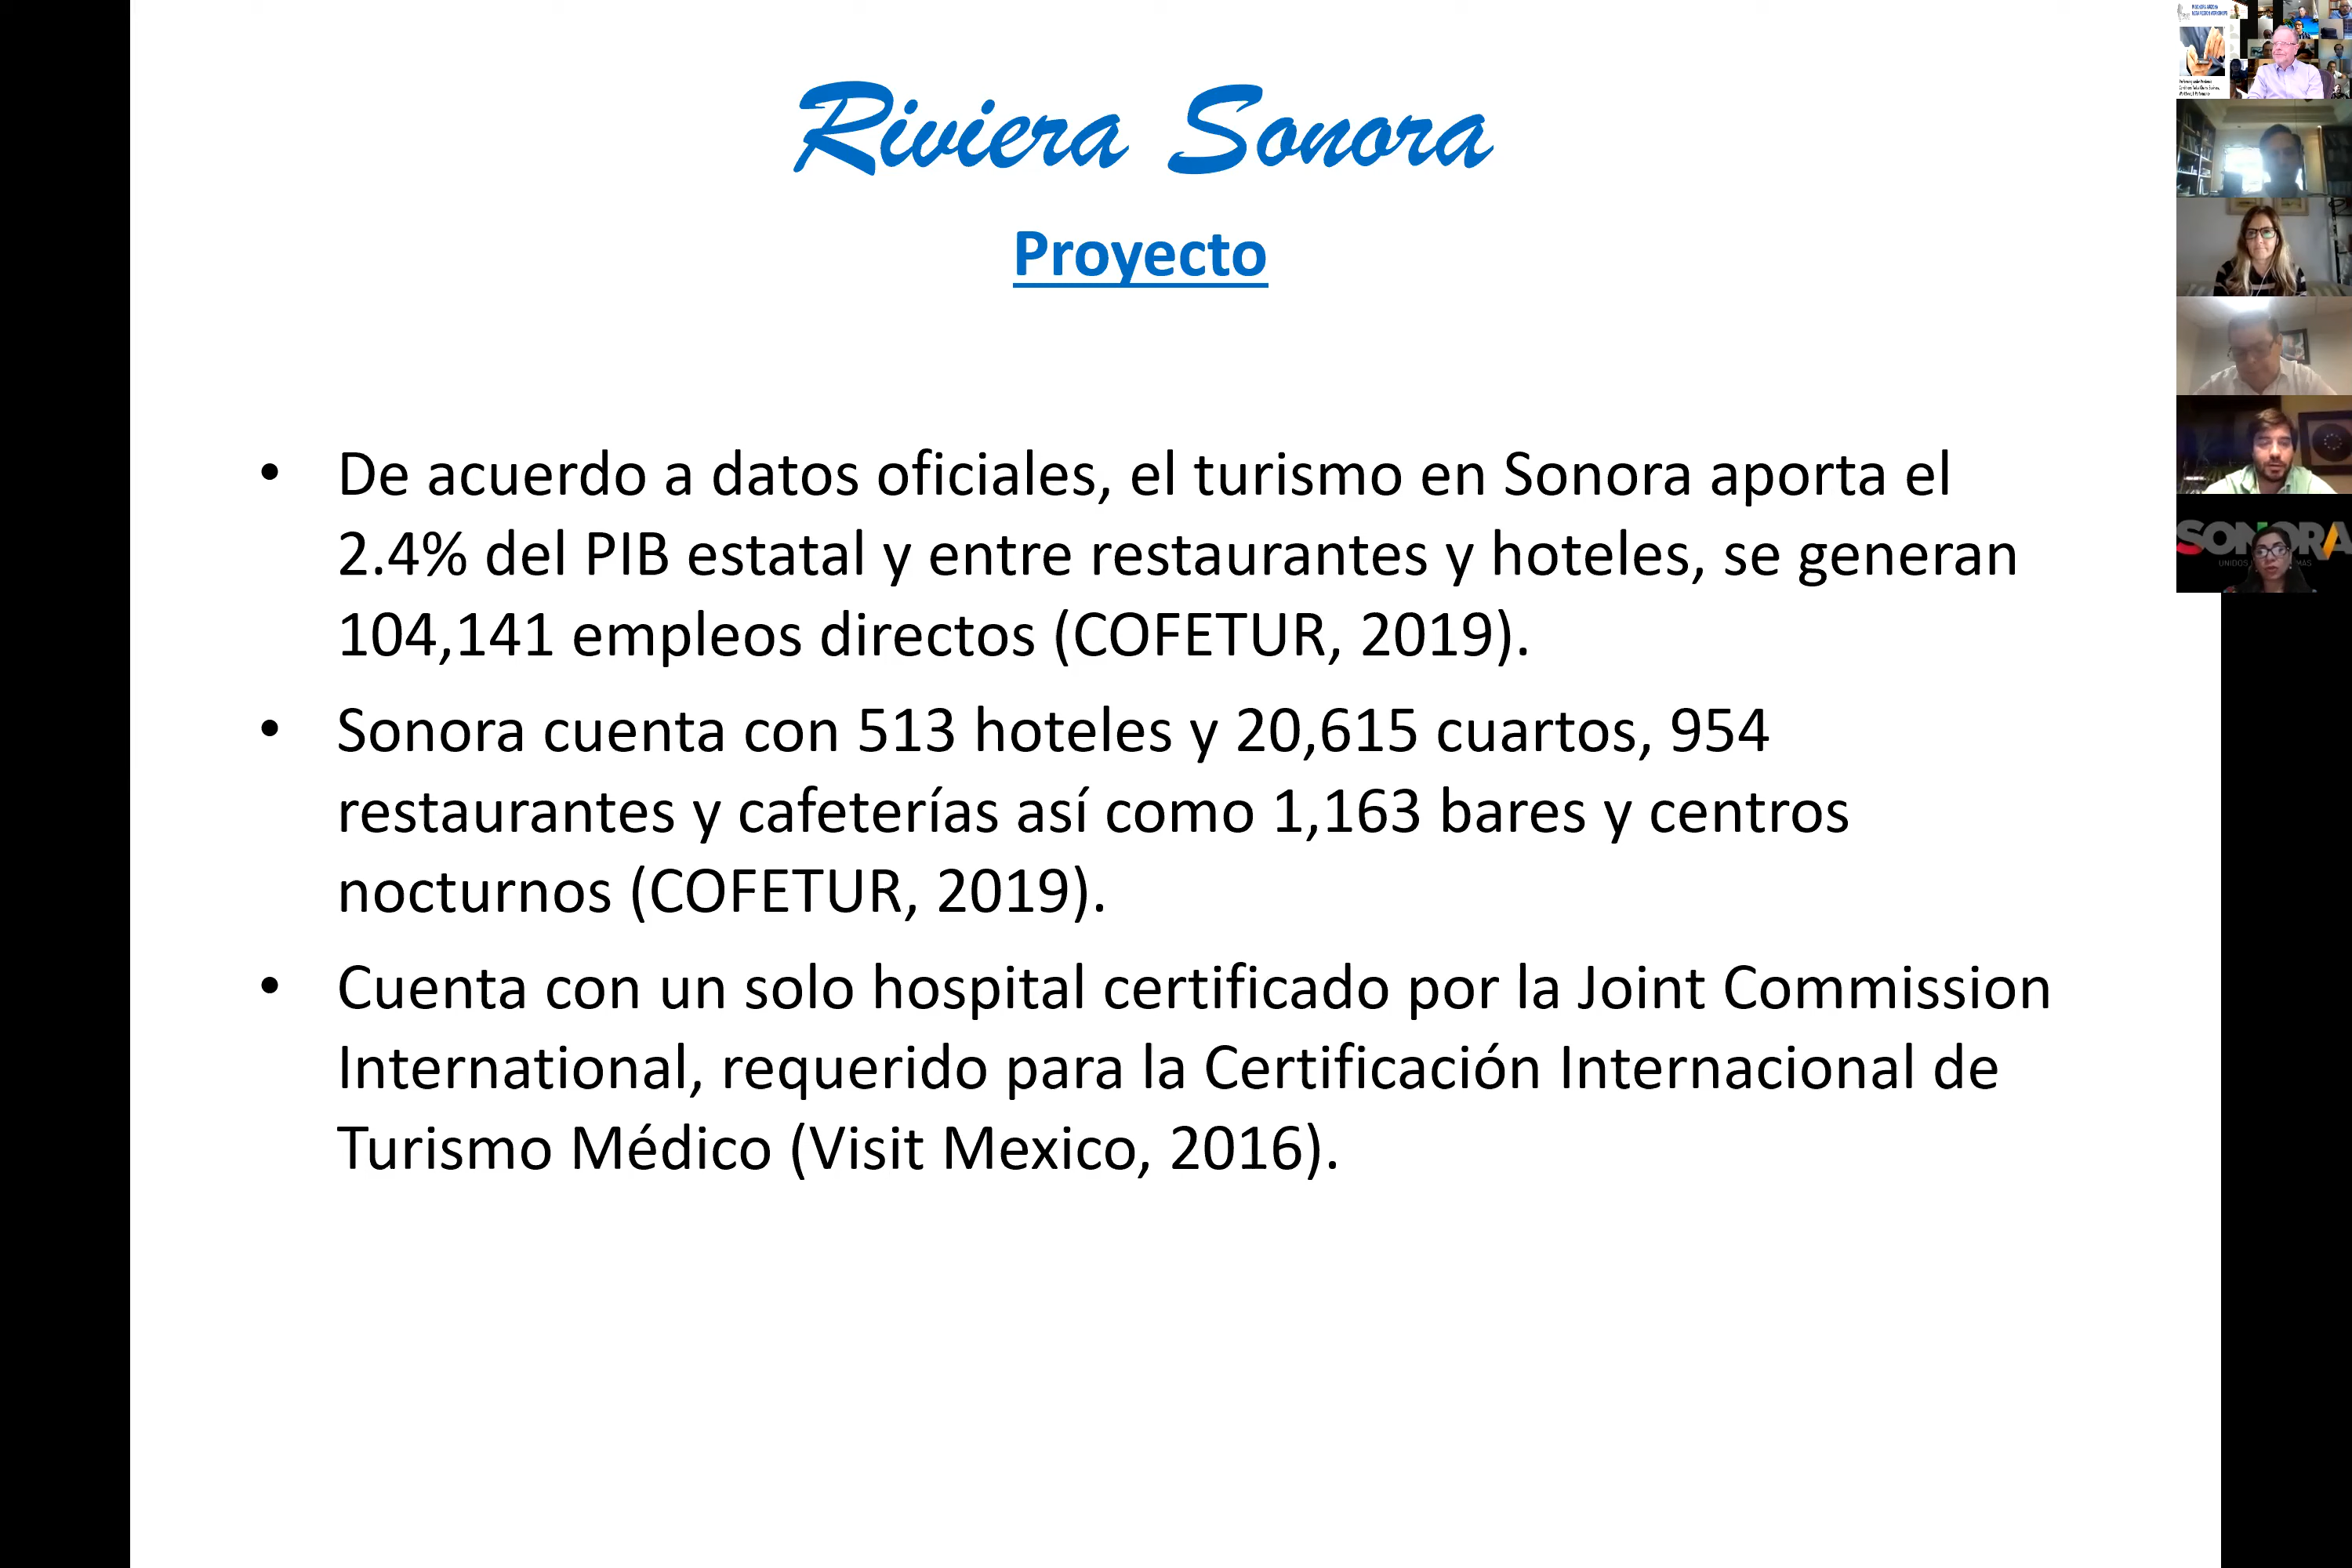 Riviera Sonora
Proyecto
• De acuerdo a datos oficiales, el turismo en Sonora aporta el
2.4% del PIB estatal y entre restaurantes y hoteles, se generan
104,141 empleos directos (COFETUR, 2019).
• Sonora cuenta con 513 hoteles y 20,615 cuartos, 954
restaurantes y cafeterías así como 1,163 bares y centros
nocturnos (COFETUR, 2019).
• Cuenta con un solo hospital certificado por la Joint Commission
International, requerido para la Certificación Internacional de
Turismo Médico (Visit Mexico, 2016).
SONORA